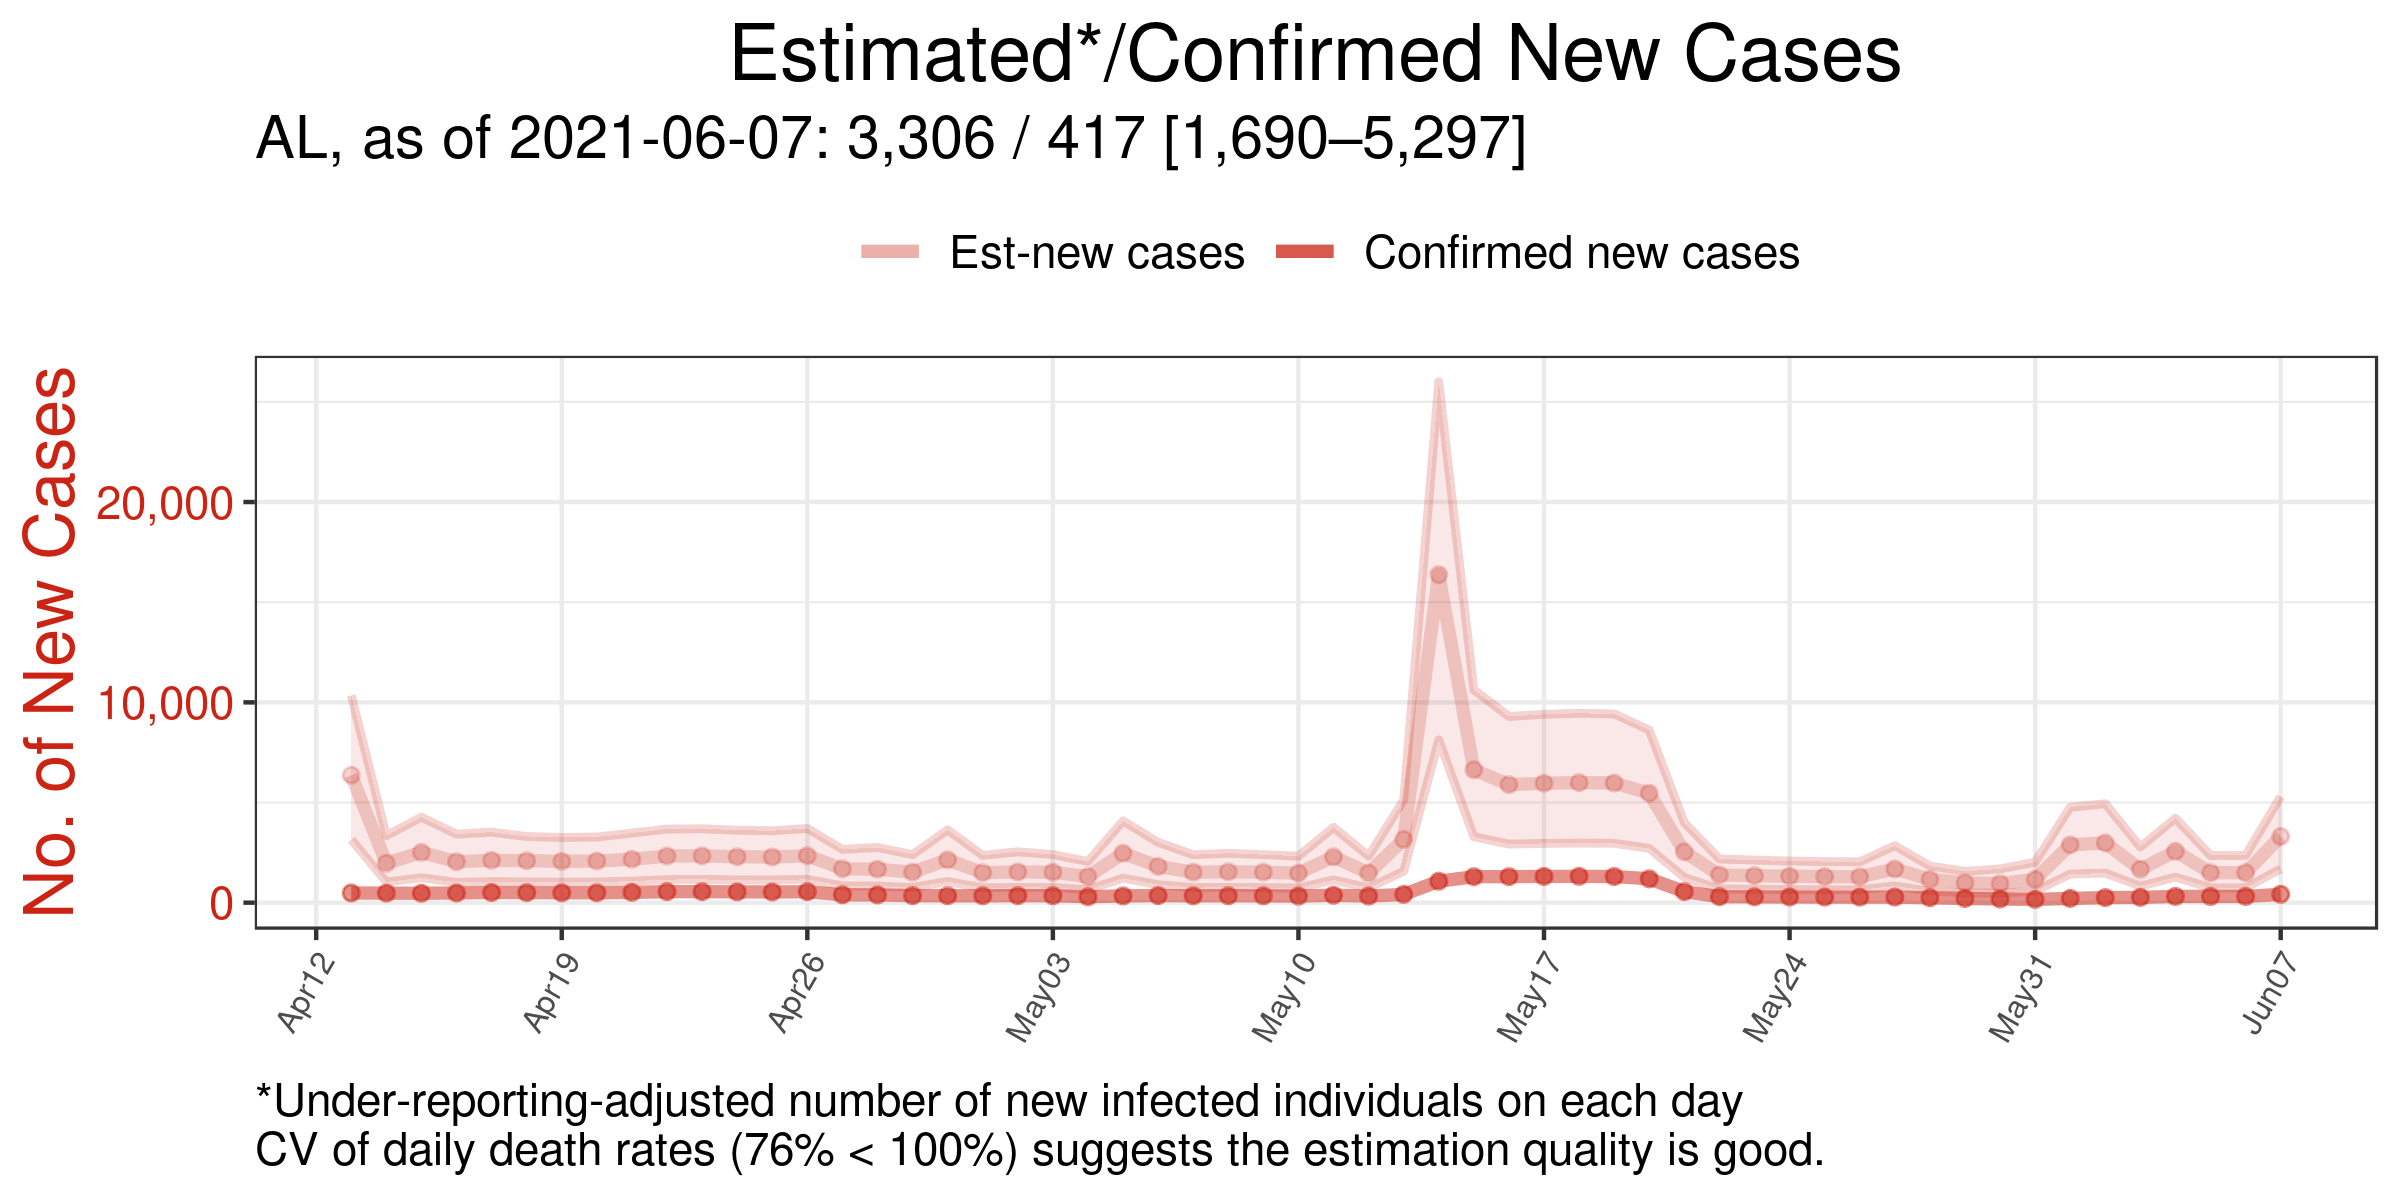 Estimated*/Confirmed New Cases
AL, as of 2021-06-07: 3,306 / 417 [1,690–5,297]
Est-new cases Confirmed new cases
No. of New Cases
20,000
10,000
0
Apr12 Apr19 Apr26 May03 May10 May17 May24 May31 Jun07
*Under-reporting-adjusted number of new infected individuals on each day
CV of daily death rates (76% < 100%) suggests the estimation quality is good.